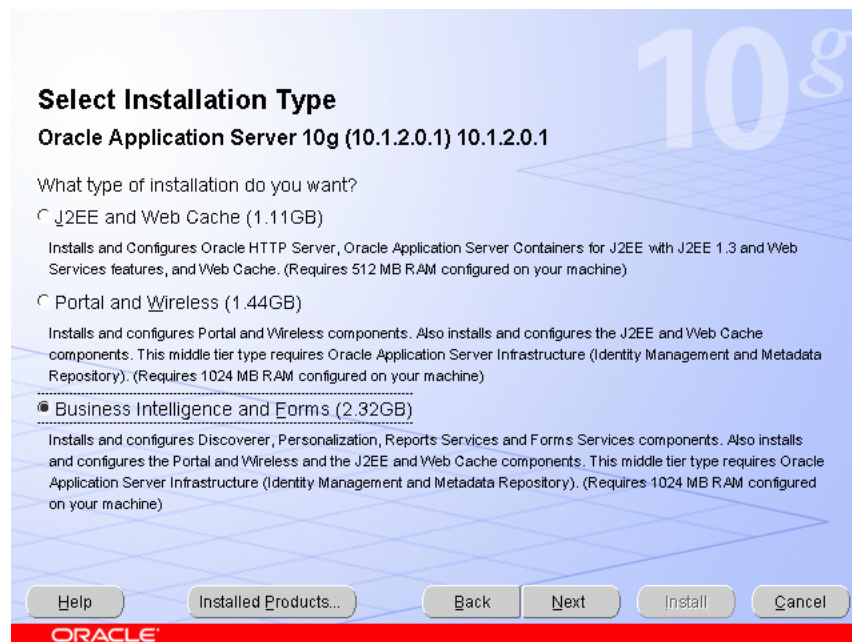 10g
Select Installation Type
Oracle Application Server 10g (10.1.2.0.1) 10.1.2.0.1
What type of installation do you want?
J2EE and Web Cache (1.11GB)
Installs and Configures Oracle HTTP Server, Oracle Application Server Containers for J2EE with J2EE 1.3 and Web
Services features, and Web Cache. (Requires 512 MB RAM configured on your machine)
Portal and Wireless (1.44GB)
Installs and configures Portal and Wireless components. Also installs and configures the J2EE and Web Cache
components. This middle tier type requires Oracle Application Server Infrastructure (Identity Management and Metadata
Repository). (Requires 1024 MB RAM configured on your machine)
Business Intelligence and Forms (2.32GB)
Installs and configures Discoverer, Personalization, Reports Services and Forms Services components. Also installs
and configures the Portal and Wireless and the J2EE and Web Cache components. This middle tier type requires Oracle
Application Server Infrastructure (Identity Management and Metadata Repository). (Requires 1024 MB RAM configured
on your machine)
Help Installed Products... Back Next Install Cancel
ORACLE